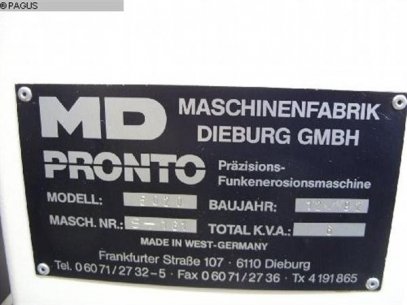 ©PAGUS
MD MASCHINENFABRIK
DIEBURG GMBH
PRONTO Präzisions-
Funkenerosionsmaschine
MODELL: BAUJAHR:
MASCH. NR.: TOTAL K.V.A.:
MADE IN WEST-GERMANY
Frankfurter Straße 107 · 6110 Dieburg
Tel. 0 60 71 / 27 32-5 · Fax 0 60 71 / 27 36 · Tx 4 191 865